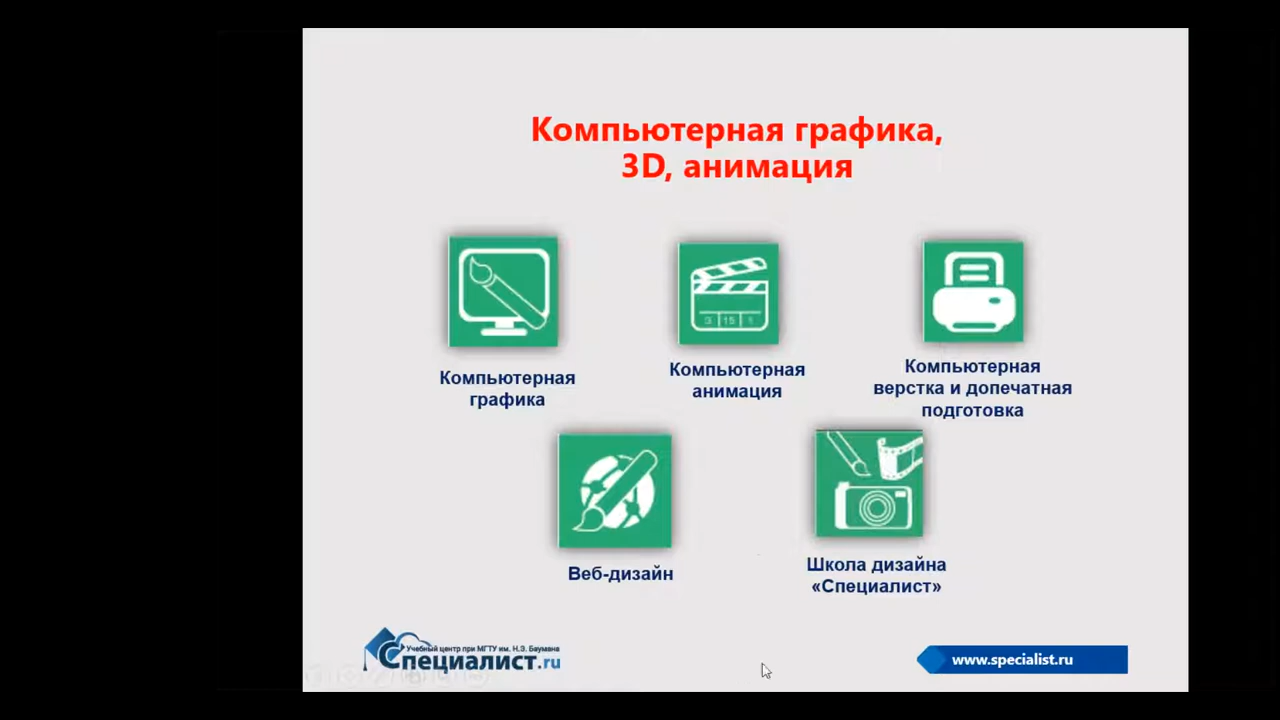 Компьютерная графика,
3D, анимация
3 15 1
Компьютерная
графика
Компьютерная
анимация
Компьютерная
верстка и допечатная
подготовка
Веб-дизайн
Школа дизайна
«Специалист»
Учебный центр при МГТУ им. Н.Э. Баумана
Специалист.ru
www.specialist.ru